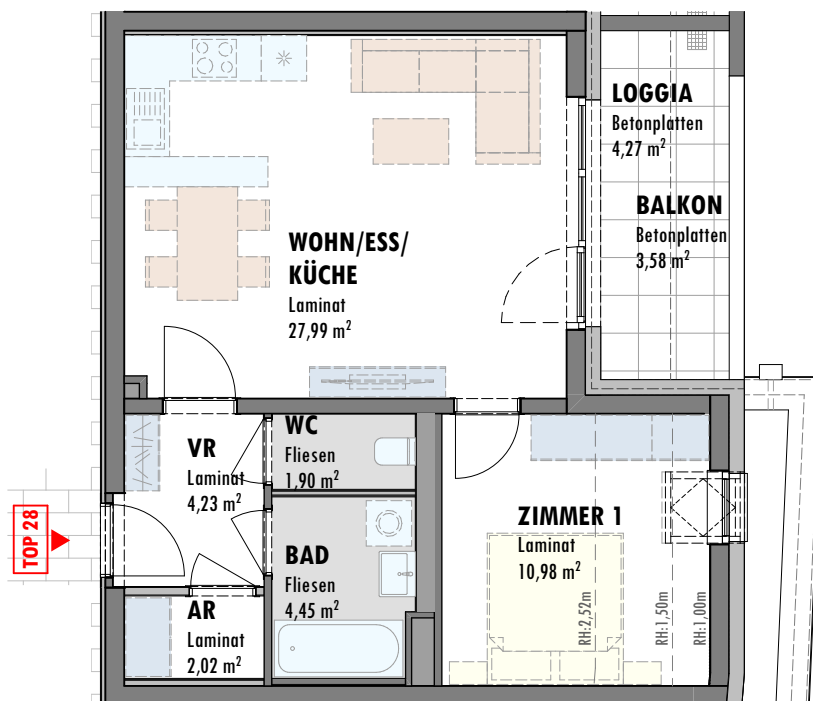 LOGGIA
Betonplatten
4,27 m²
BALKON
Betonplatten
3,58 m²
WOHN/ESS/
KÜCHE
Laminat
27,99 m²
WC
Fliesen
1,90 m²
VR
Laminat
4,23 m²
TOP 28
ZIMMER 1
Laminat
10,98 m²
BAD
Fliesen
4,45 m²
AR
Laminat
2,02 m²
RH:2,52m
RH:1,50m
RH:1,00m